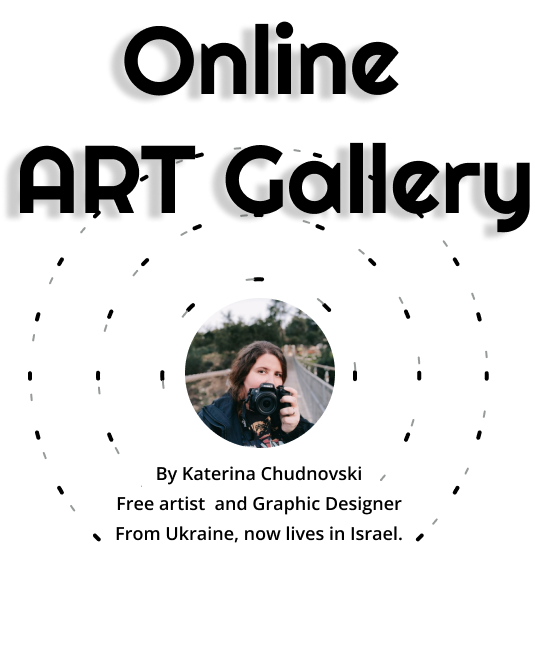 Online
ART Gallery
By Katerina Chudnovski
Free artist  and Graphic Designer
From Ukraine, now lives in Israel.